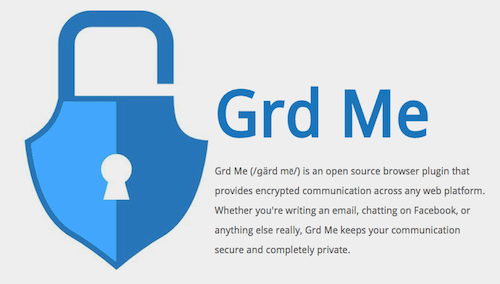 Grd Me
Grd Me (/gärd mē/) is an open source browser plugin that
provides encrypted communication across any web platform.
Whether you're writing an email, chatting on Facebook, or
anything else really, Grd Me keeps your communication
secure and completely private.